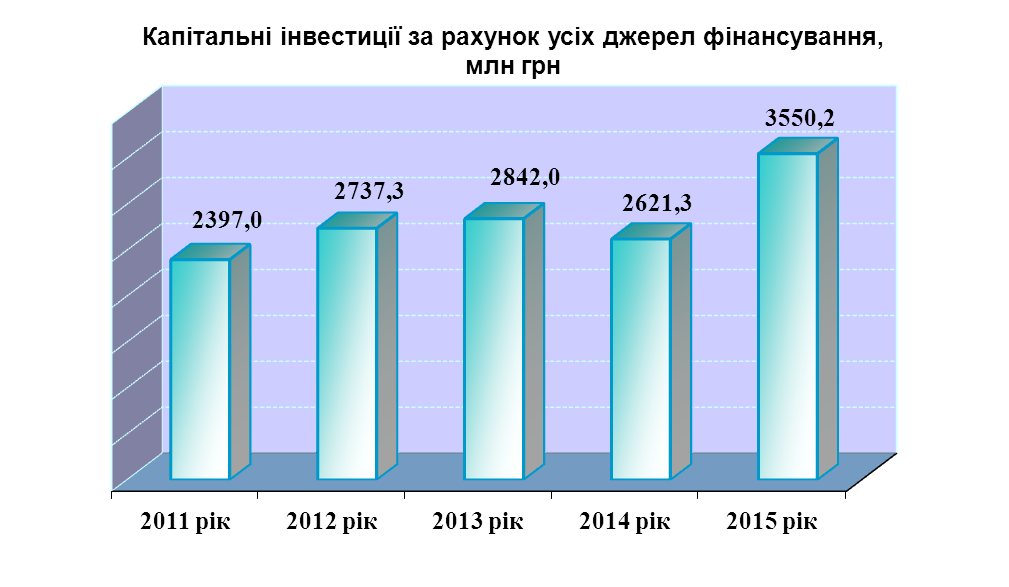 Капітальні інвестиції за рахунок усіх джерел фінансування,
млн грн
3550,2
2842,0
2737,3
2621,3
2397,0
2011 рік
2012 рік
2013 рік
2014 рік
2015 рік